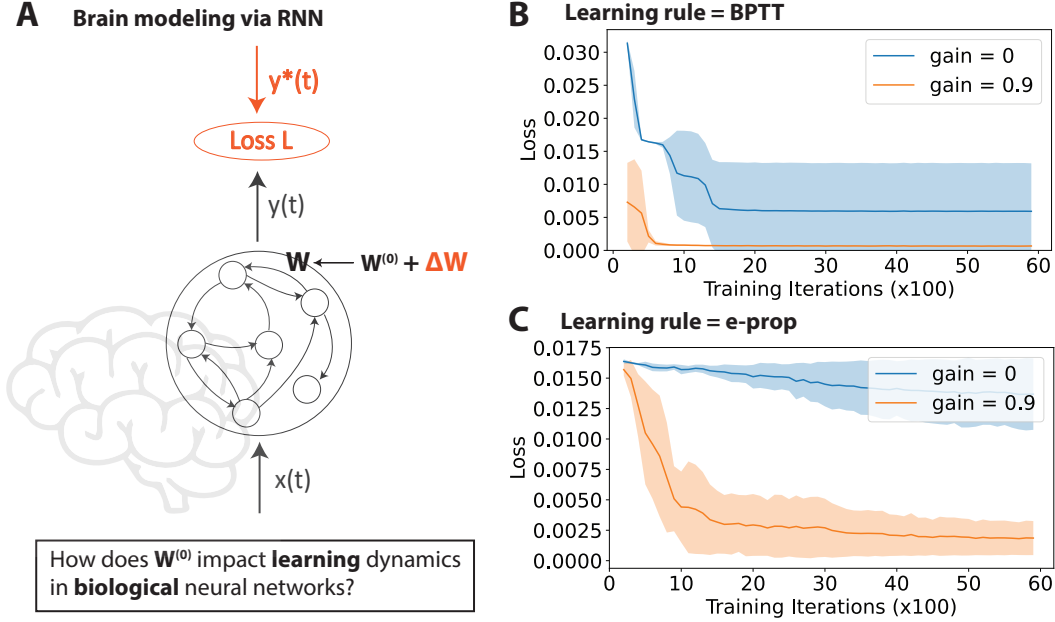 A
Brain modeling via RNN
y*(t)
Loss L
y(t)
W ← W⁽⁰⁾ + ΔW
x(t)
How does W⁽⁰⁾ impact learning dynamics
in biological neural networks?
B
Learning rule = BPTT
0.030
0.025
0.020
0.015
0.010
0.005
0.000
Loss
gain = 0
gain = 0.9
0 10 20 30 40 50 60
Training Iterations (x100)
C
Learning rule = e-prop
0.0175
0.0150
0.0125
0.0100
0.0075
0.0050
0.0025
0.0000
Loss
gain = 0
gain = 0.9
0 10 20 30 40 50 60
Training Iterations (x100)